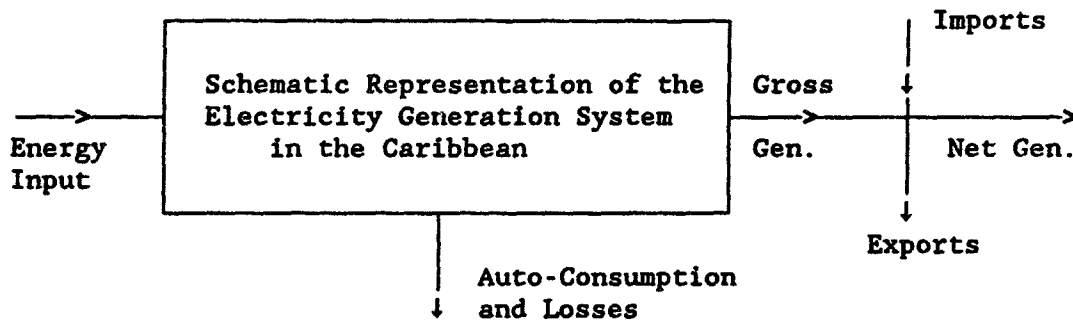 Imports
Schematic Representation of the
Electricity Generation System
in the Caribbean
Gross
Gen.
Energy
Input
Net Gen.
Exports
Auto-Consumption
and Losses